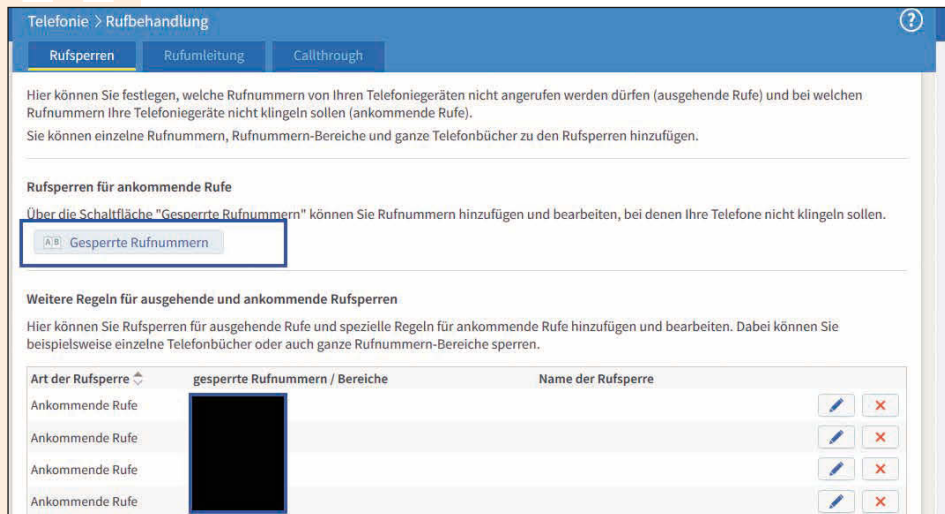 Telefonie > Rufbehandlung
Rufsperren Rufumleitung Callthrough
Hier können Sie festlegen, welche Rufnummern von Ihren Telefoniegeräten nicht angerufen werden dürfen (ausgehende Rufe) und bei welchen
Rufnummern Ihre Telefoniegeräte nicht klingeln sollen (ankommende Rufe).
Sie können einzelne Rufnummern, Rufnummern-Bereiche und ganze Telefonbücher zu den Rufsperren hinzufügen.
Rufsperren für ankommende Rufe
Über die Schaltfläche "Gesperrte Rufnummern" können Sie Rufnummern hinzufügen und bearbeiten, bei denen Ihre Telefone nicht klingeln sollen.
AB Gesperrte Rufnummern
Weitere Regeln für ausgehende und ankommende Rufsperren
Hier können Sie Rufsperren für ausgehende Rufe und spezielle Regeln für ankommende Rufe hinzufügen und bearbeiten. Dabei können Sie
beispielsweise einzelne Telefonbücher oder auch ganze Rufnummern-Bereiche sperren.
Art der Rufsperre gesperrte Rufnummern / Bereiche Name der Rufsperre
Ankommende Rufe
Ankommende Rufe
Ankommende Rufe
Ankommende Rufe